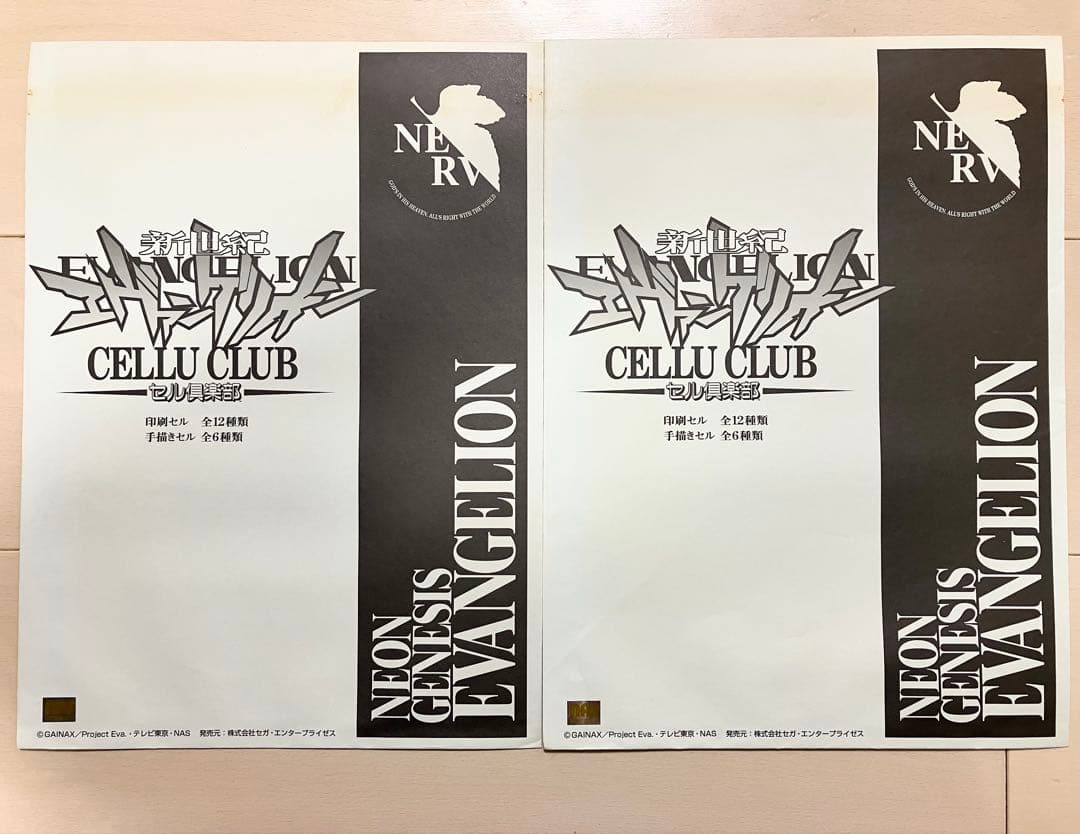 NE
RV
GOD'S IN HIS HEAVEN. ALL'S RIGHT WITH THE WORLD
新世紀
EVANGELION
エヴァンゲリオン
CELLU CLUB
セル倶楽部
印刷セル 全12種類
手描きセル 全6種類
NEON
GENESIS
EVANGELION
©GAINAX／Project Eva.・テレビ東京・NAS 発売元：株式会社セガ・エンタープライゼス
NE
RV
GOD'S IN HIS HEAVEN. ALL'S RIGHT WITH THE WORLD
新世紀
EVANGELION
エヴァンゲリオン
CELLU CLUB
セル倶楽部
印刷セル 全12種類
手描きセル 全6種類
NEON
GENESIS
EVANGELION
©GAINAX／Project Eva.・テレビ東京・NAS 発売元：株式会社セガ・エンタープライゼス